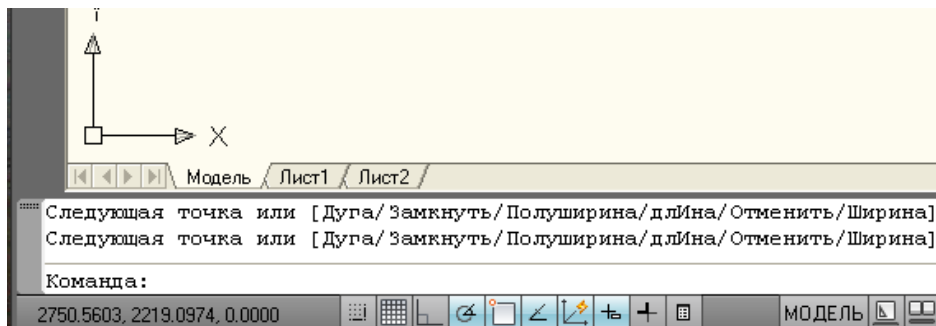 X
Модель / Лист1 / Лист2 /
Следующая точка или [Дуга/Замкнуть/Полуширина/длИна/Отменить/Ширина]
Следующая точка или [Дуга/Замкнуть/Полуширина/длИна/Отменить/Ширина]
Команда:
2750.5603, 2219.0974, 0.0000 МОДЕЛЬ